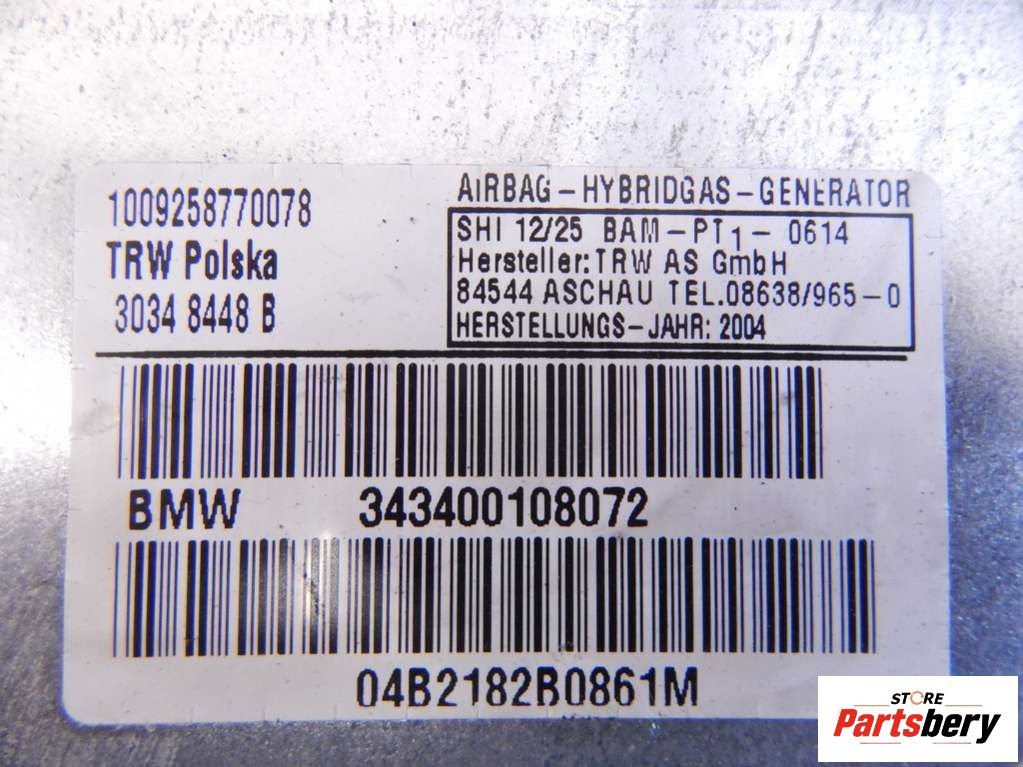 1009258770078
TRW Polska
3034 8448 B
AIRBAG-HYBRIDGAS-GENERATOR
SHI 12/25 BAM-PT1-0614
Hersteller: TRW AS GmbH
84544 ASCHAU TEL.08638/965-0
HERSTELLUNGS-JAHR: 2004
BMW 343400108072
04B2182B0861M
STORE
Partsbery